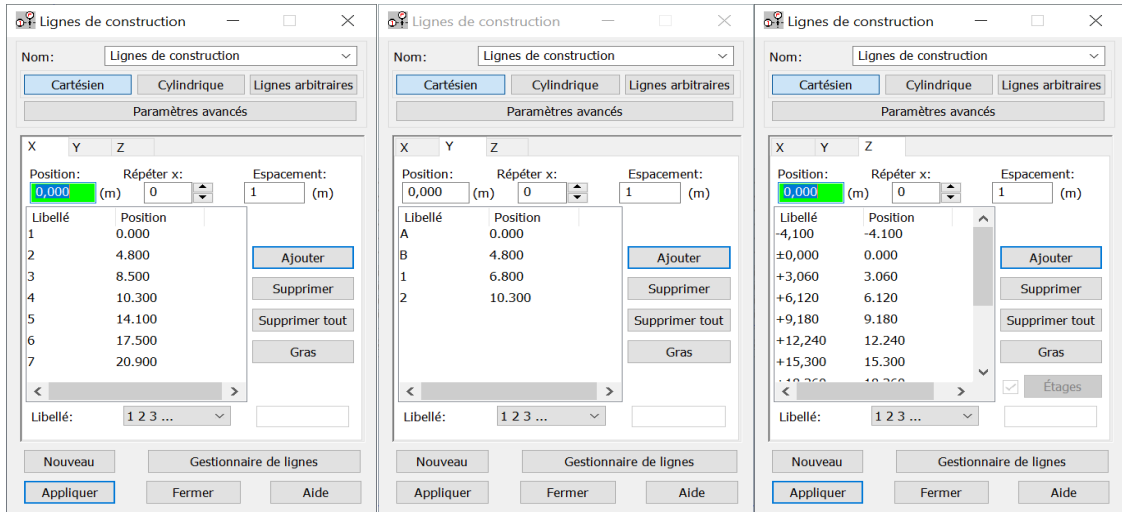 Lignes de construction
Nom: Lignes de construction
Cartésien Cylindrique Lignes arbitraires
Paramètres avancés
X Y Z
Position: Répéter x: Espacement:
0,000 (m) 0 1 (m)
Libellé Position
1 0.000
2 4.800
3 8.500
4 10.300
5 14.100
6 17.500
7 20.900
Ajouter
Supprimer
Supprimer tout
Gras
Libellé: 1 2 3 ...
Nouveau Gestionnaire de lignes
Appliquer Fermer Aide
Lignes de construction
Nom: Lignes de construction
Cartésien Cylindrique Lignes arbitraires
Paramètres avancés
X Y Z
Position: Répéter x: Espacement:
0,000 (m) 0 1 (m)
Libellé Position
A 0.000
B 4.800
1 6.800
2 10.300
Ajouter
Supprimer
Supprimer tout
Gras
Libellé: 1 2 3 ...
Nouveau Gestionnaire de lignes
Appliquer Fermer Aide
Lignes de construction
Nom: Lignes de construction
Cartésien Cylindrique Lignes arbitraires
Paramètres avancés
X Y Z
Position: Répéter x: Espacement:
0,000 (m) 0 1 (m)
Libellé Position
-4,100 -4.100
±0,000 0.000
+3,060 3.060
+6,120 6.120
+9,180 9.180
+12,240 12.240
+15,300 15.300
Ajouter
Supprimer
Supprimer tout
Gras
Étages
Libellé: 1 2 3 ...
Nouveau Gestionnaire de lignes
Appliquer Fermer Aide